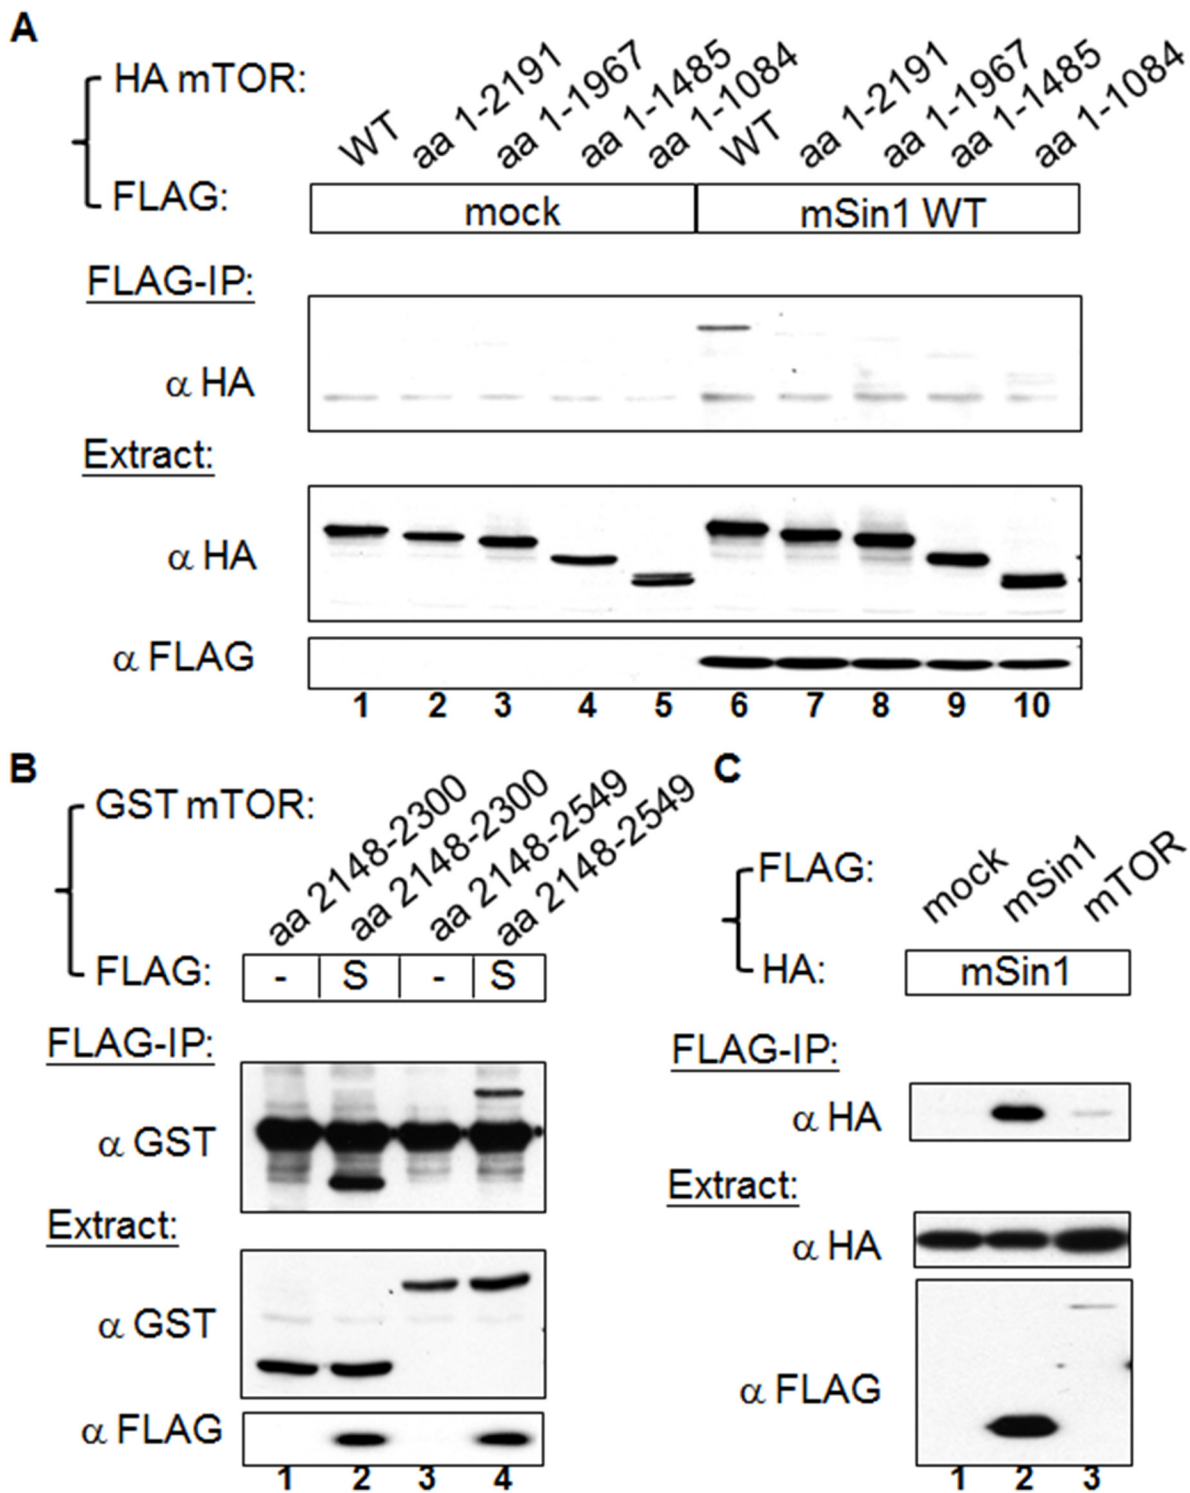 A
HA mTOR:
WT aa 1-2191 aa 1-1967 aa 1-1485 aa 1-1084 WT aa 1-2191 aa 1-1967 aa 1-1485 aa 1-1084
FLAG:
mock mSin1 WT
FLAG-IP:
α HA
Extract:
α HA
α FLAG
1 2 3 4 5 6 7 8 9 10
B
GST mTOR:
aa 2148-2300 aa 2148-2300 aa 2148-2549 aa 2148-2549
FLAG:
- S - S
FLAG-IP:
α GST
Extract:
α GST
α FLAG
1 2 3 4
C
FLAG:
mock mSin1 mTOR
HA:
mSin1
FLAG-IP:
α HA
Extract:
α HA
α FLAG
1 2 3